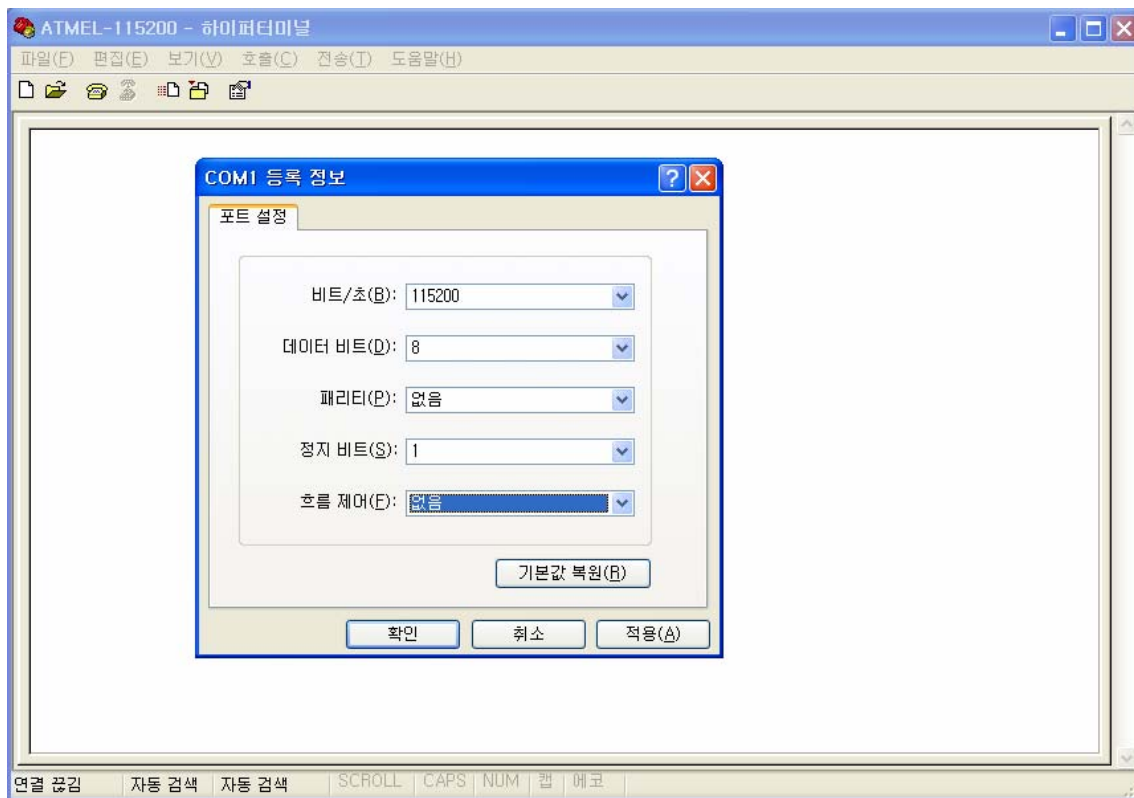 ATMEL-115200 - 하이퍼터미널
파일(F) 편집(E) 보기(V) 호출(C) 전송(T) 도움말(H)
COM1 등록 정보
포트 설정
비트/초(B): 115200
데이터 비트(D): 8
패리티(P): 없음
정지 비트(S): 1
흐름 제어(F): 없음
기본값 복원(R)
확인 취소 적용(A)
연결 끊김 자동 검색 자동 검색 SCROLL CAPS NUM 캡 에코